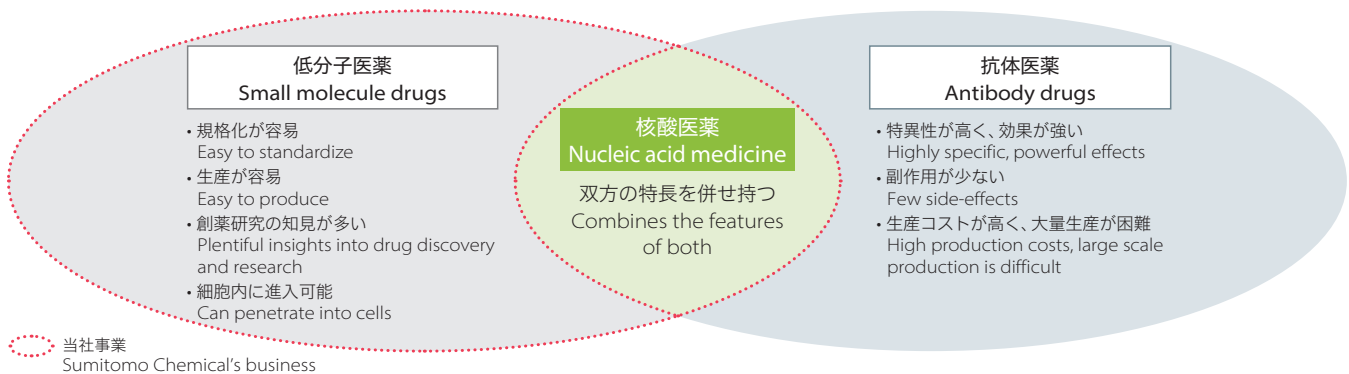 低分子医薬
Small molecule drugs
・規格化が容易
Easy to standardize
・生産が容易
Easy to produce
・創薬研究の知見が多い
Plentiful insights into drug discovery
and research
・細胞内に進入可能
Can penetrate into cells
核酸医薬
Nucleic acid medicine
双方の特長を併せ持つ
Combines the features
of both
抗体医薬
Antibody drugs
・特異性が高く、効果が強い
Highly specific, powerful effects
・副作用が少ない
Few side-effects
・生産コストが高く、大量生産が困難
High production costs, large scale
production is difficult
当社事業
Sumitomo Chemical's business